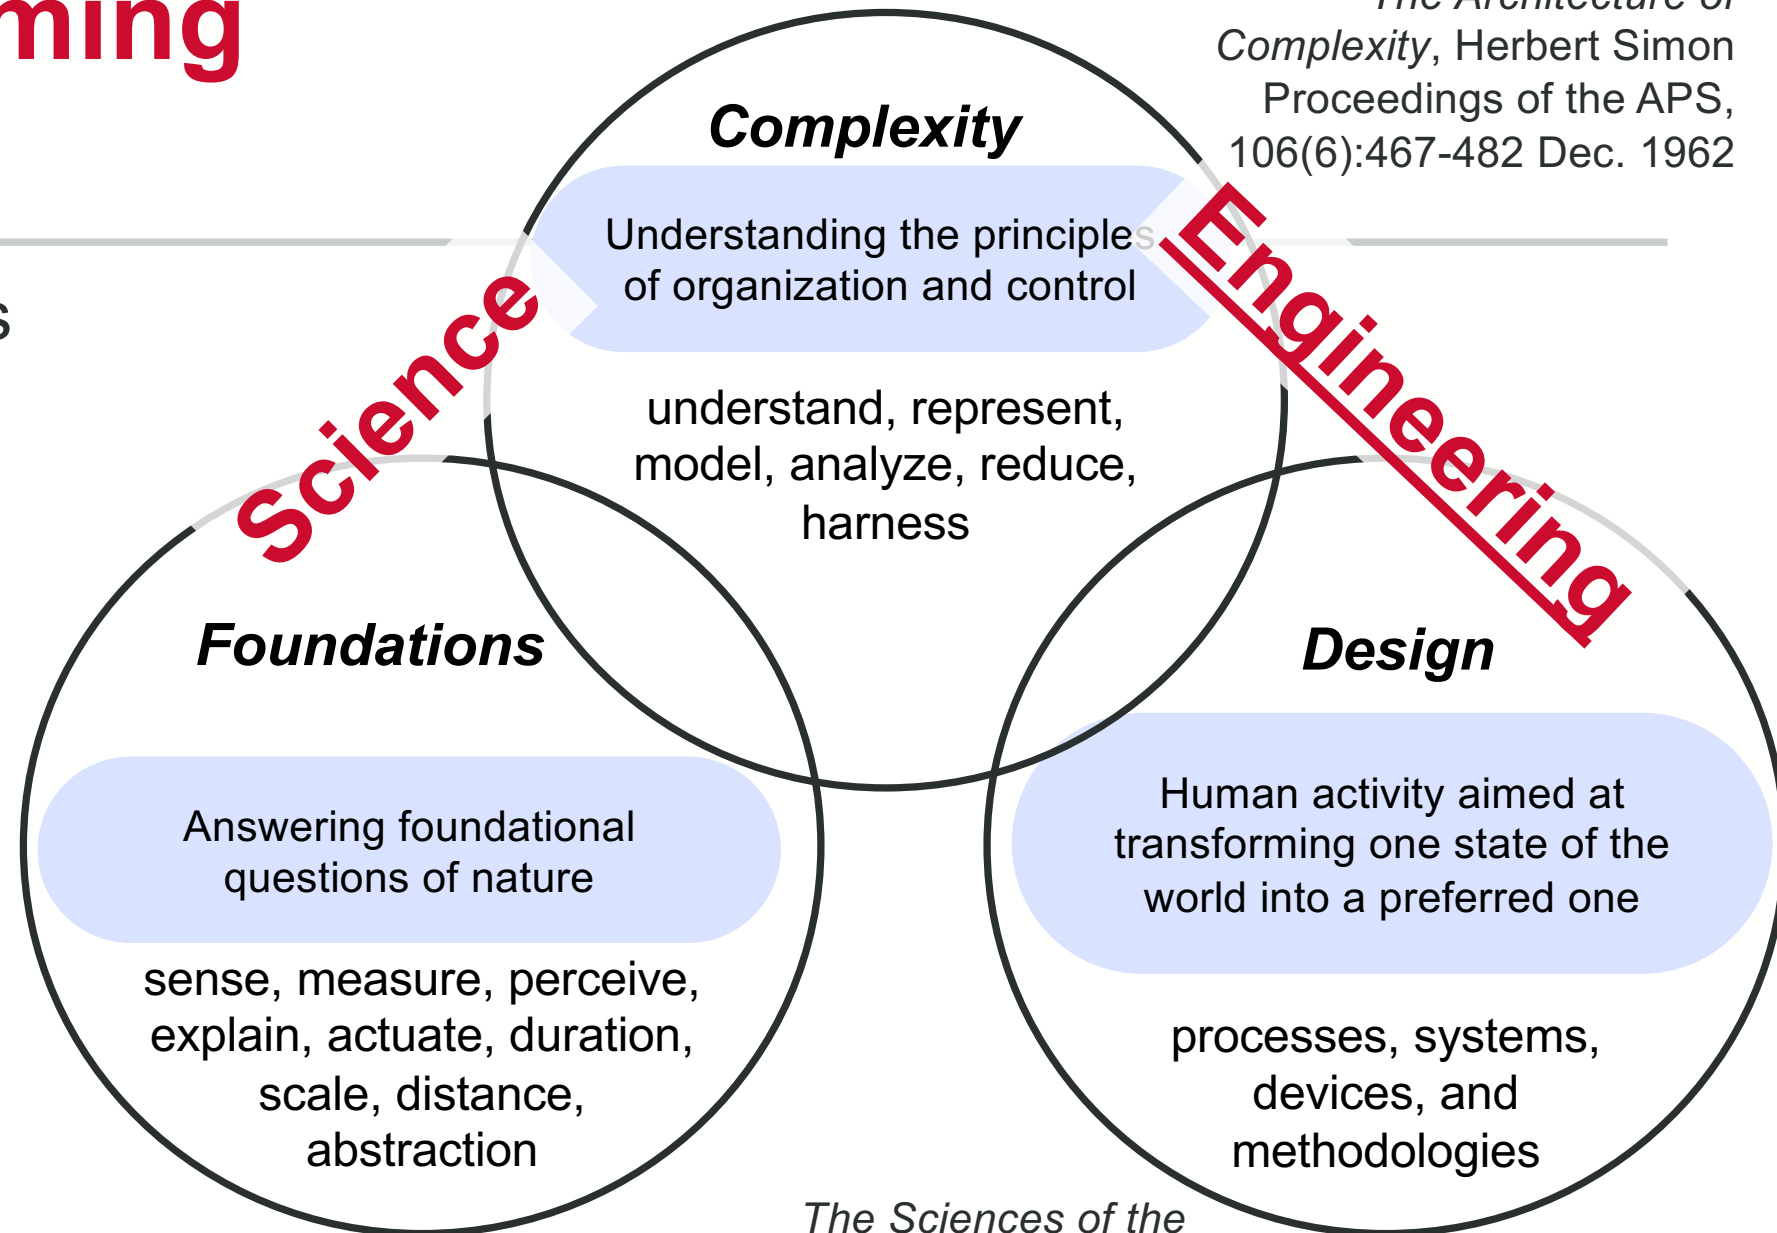 ming
The Architecture of
Complexity, Herbert Simon
Proceedings of the APS,
106(6):467-482 Dec. 1962
s
Complexity
Understanding the principles
of organization and control
understand, represent,
model, analyze, reduce,
harness
Science
Engineering
Foundations
Answering foundational
questions of nature
sense, measure, perceive,
explain, actuate, duration,
scale, distance,
abstraction
Design
Human activity aimed at
transforming one state of the
world into a preferred one
processes, systems,
devices, and
methodologies
The Sciences of the